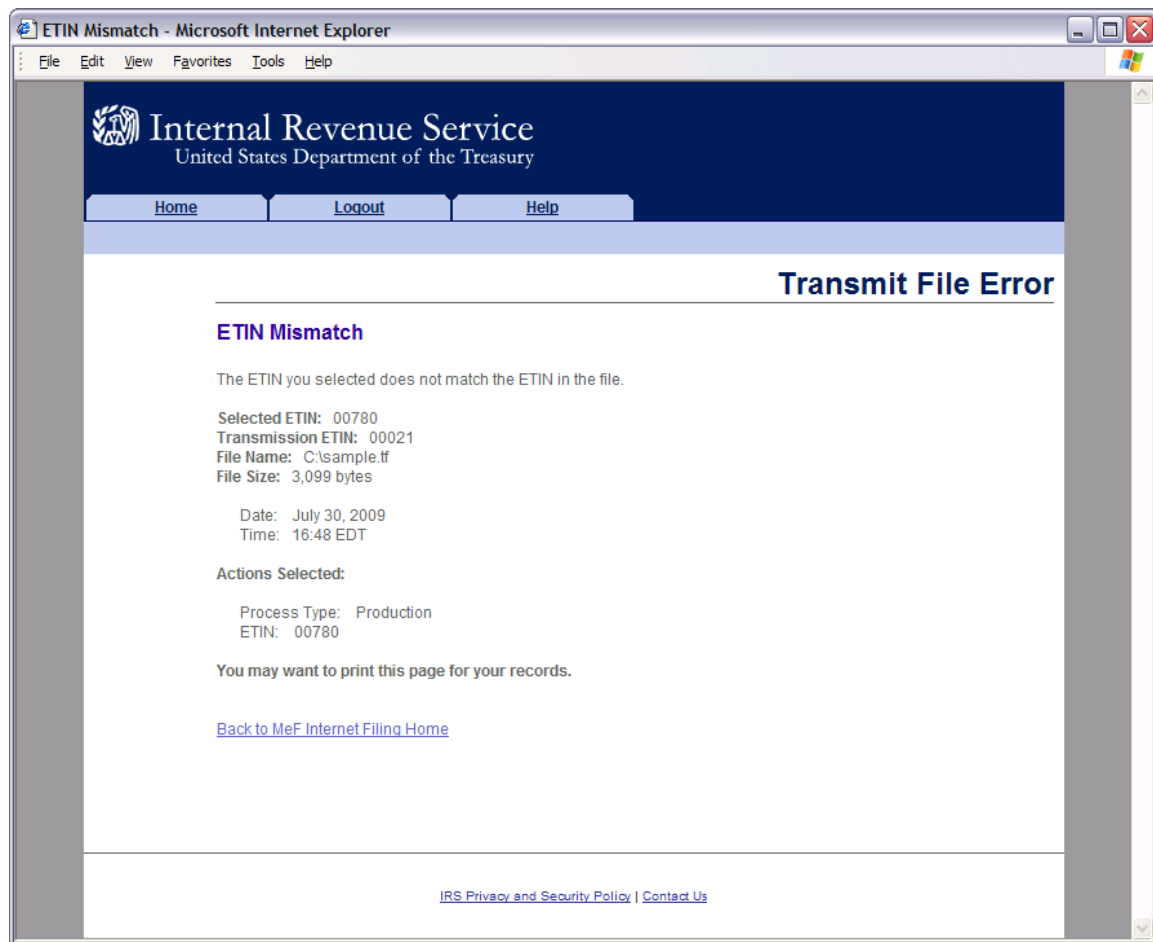 ETIN Mismatch - Microsoft Internet Explorer
File Edit View Favorites Tools Help
Internal Revenue Service
United States Department of the Treasury
Home Logout Help
Transmit File Error
ETIN Mismatch
The ETIN you selected does not match the ETIN in the file.
Selected ETIN: 00780
Transmission ETIN: 00021
File Name: C:\sample.tf
File Size: 3,099 bytes
Date: July 30, 2009
Time: 16:48 EDT
Actions Selected:
Process Type: Production
ETIN: 00780
You may want to print this page for your records.
Back to MeF Internet Filing Home
IRS Privacy and Security Policy | Contact Us